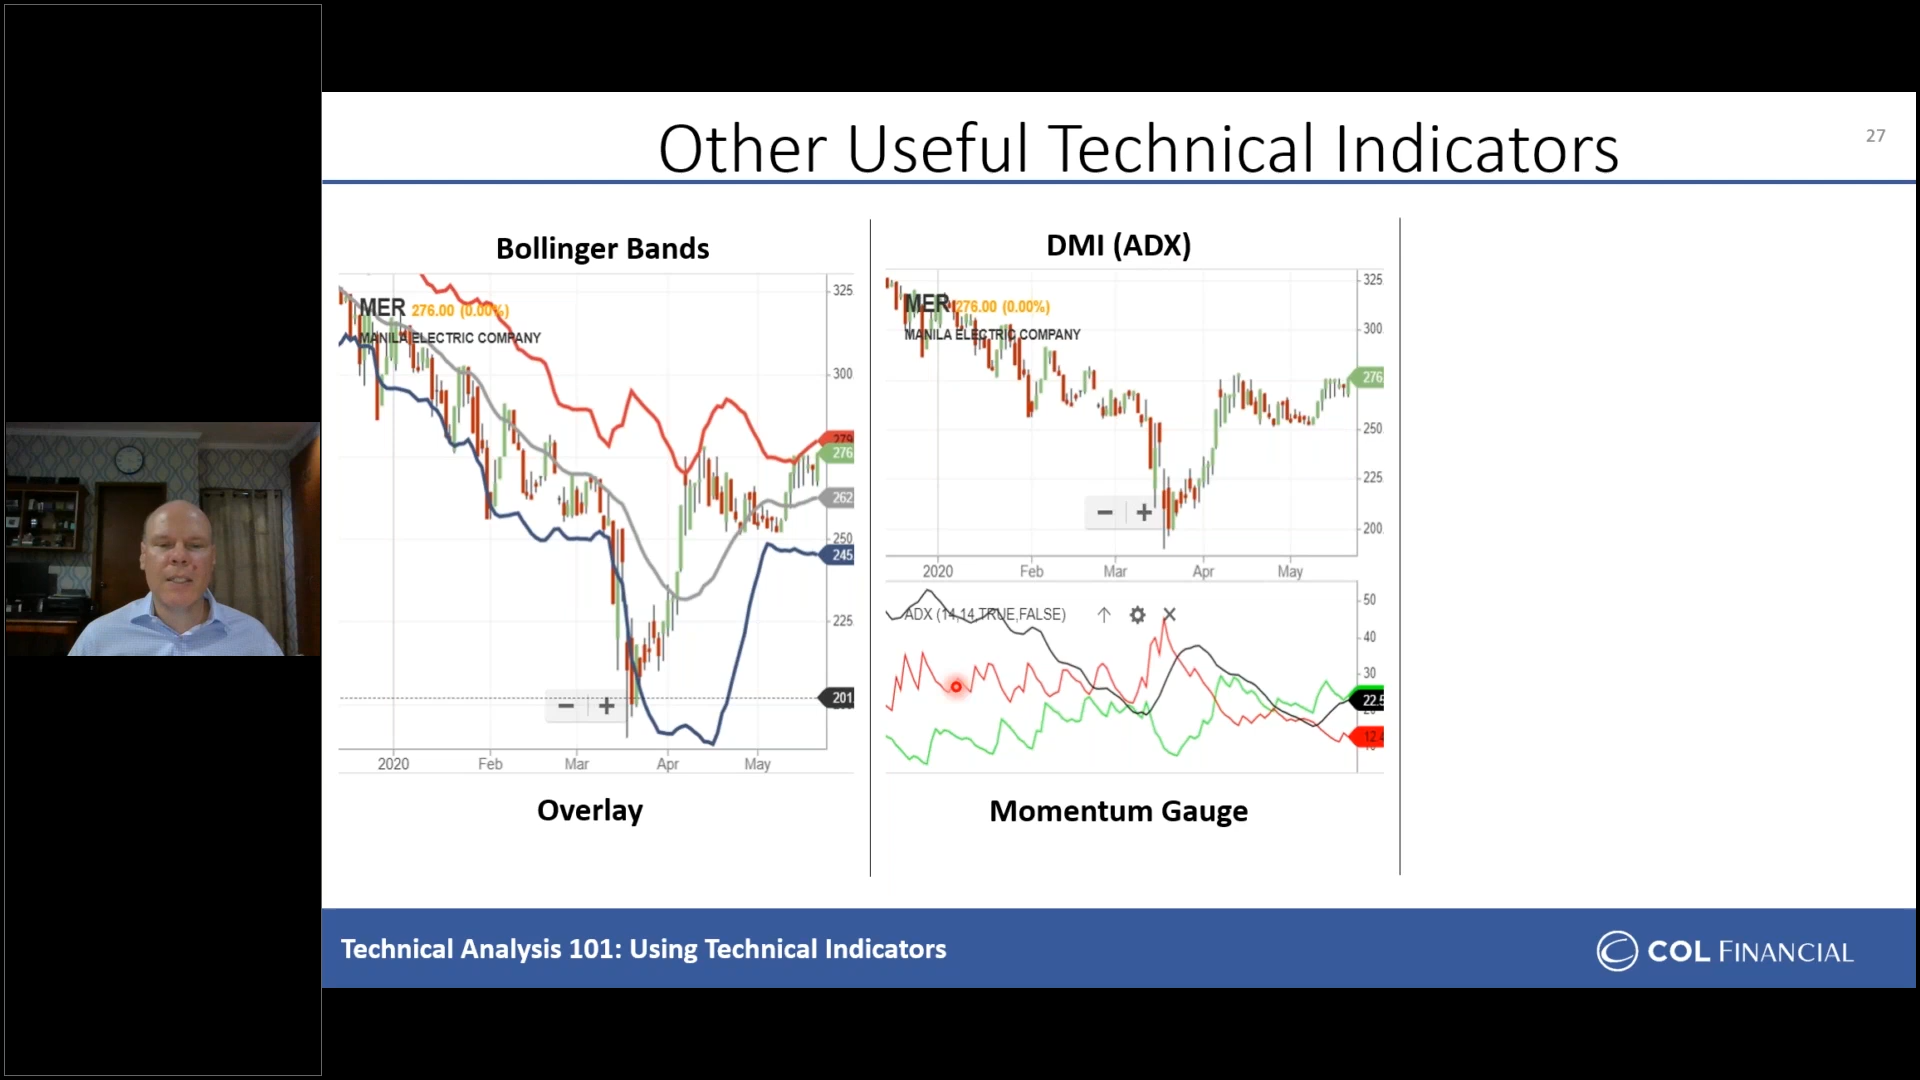 Other Useful Technical Indicators
27
Bollinger Bands
MER 276.00 (0.00%)
MANILA ELECTRIC COMPANY
325
300
279
276
262
250
245
225
201
2020 Feb Mar Apr May
Overlay
DMI (ADX)
MER 276.00 (0.00%)
MANILA ELECTRIC COMPANY
325
300
276
250
225
200
2020 Feb Mar Apr May
ADX (14,14,TRUE,FALSE)
50
40
30
22.5
Momentum Gauge
Technical Analysis 101: Using Technical Indicators
COL FINANCIAL